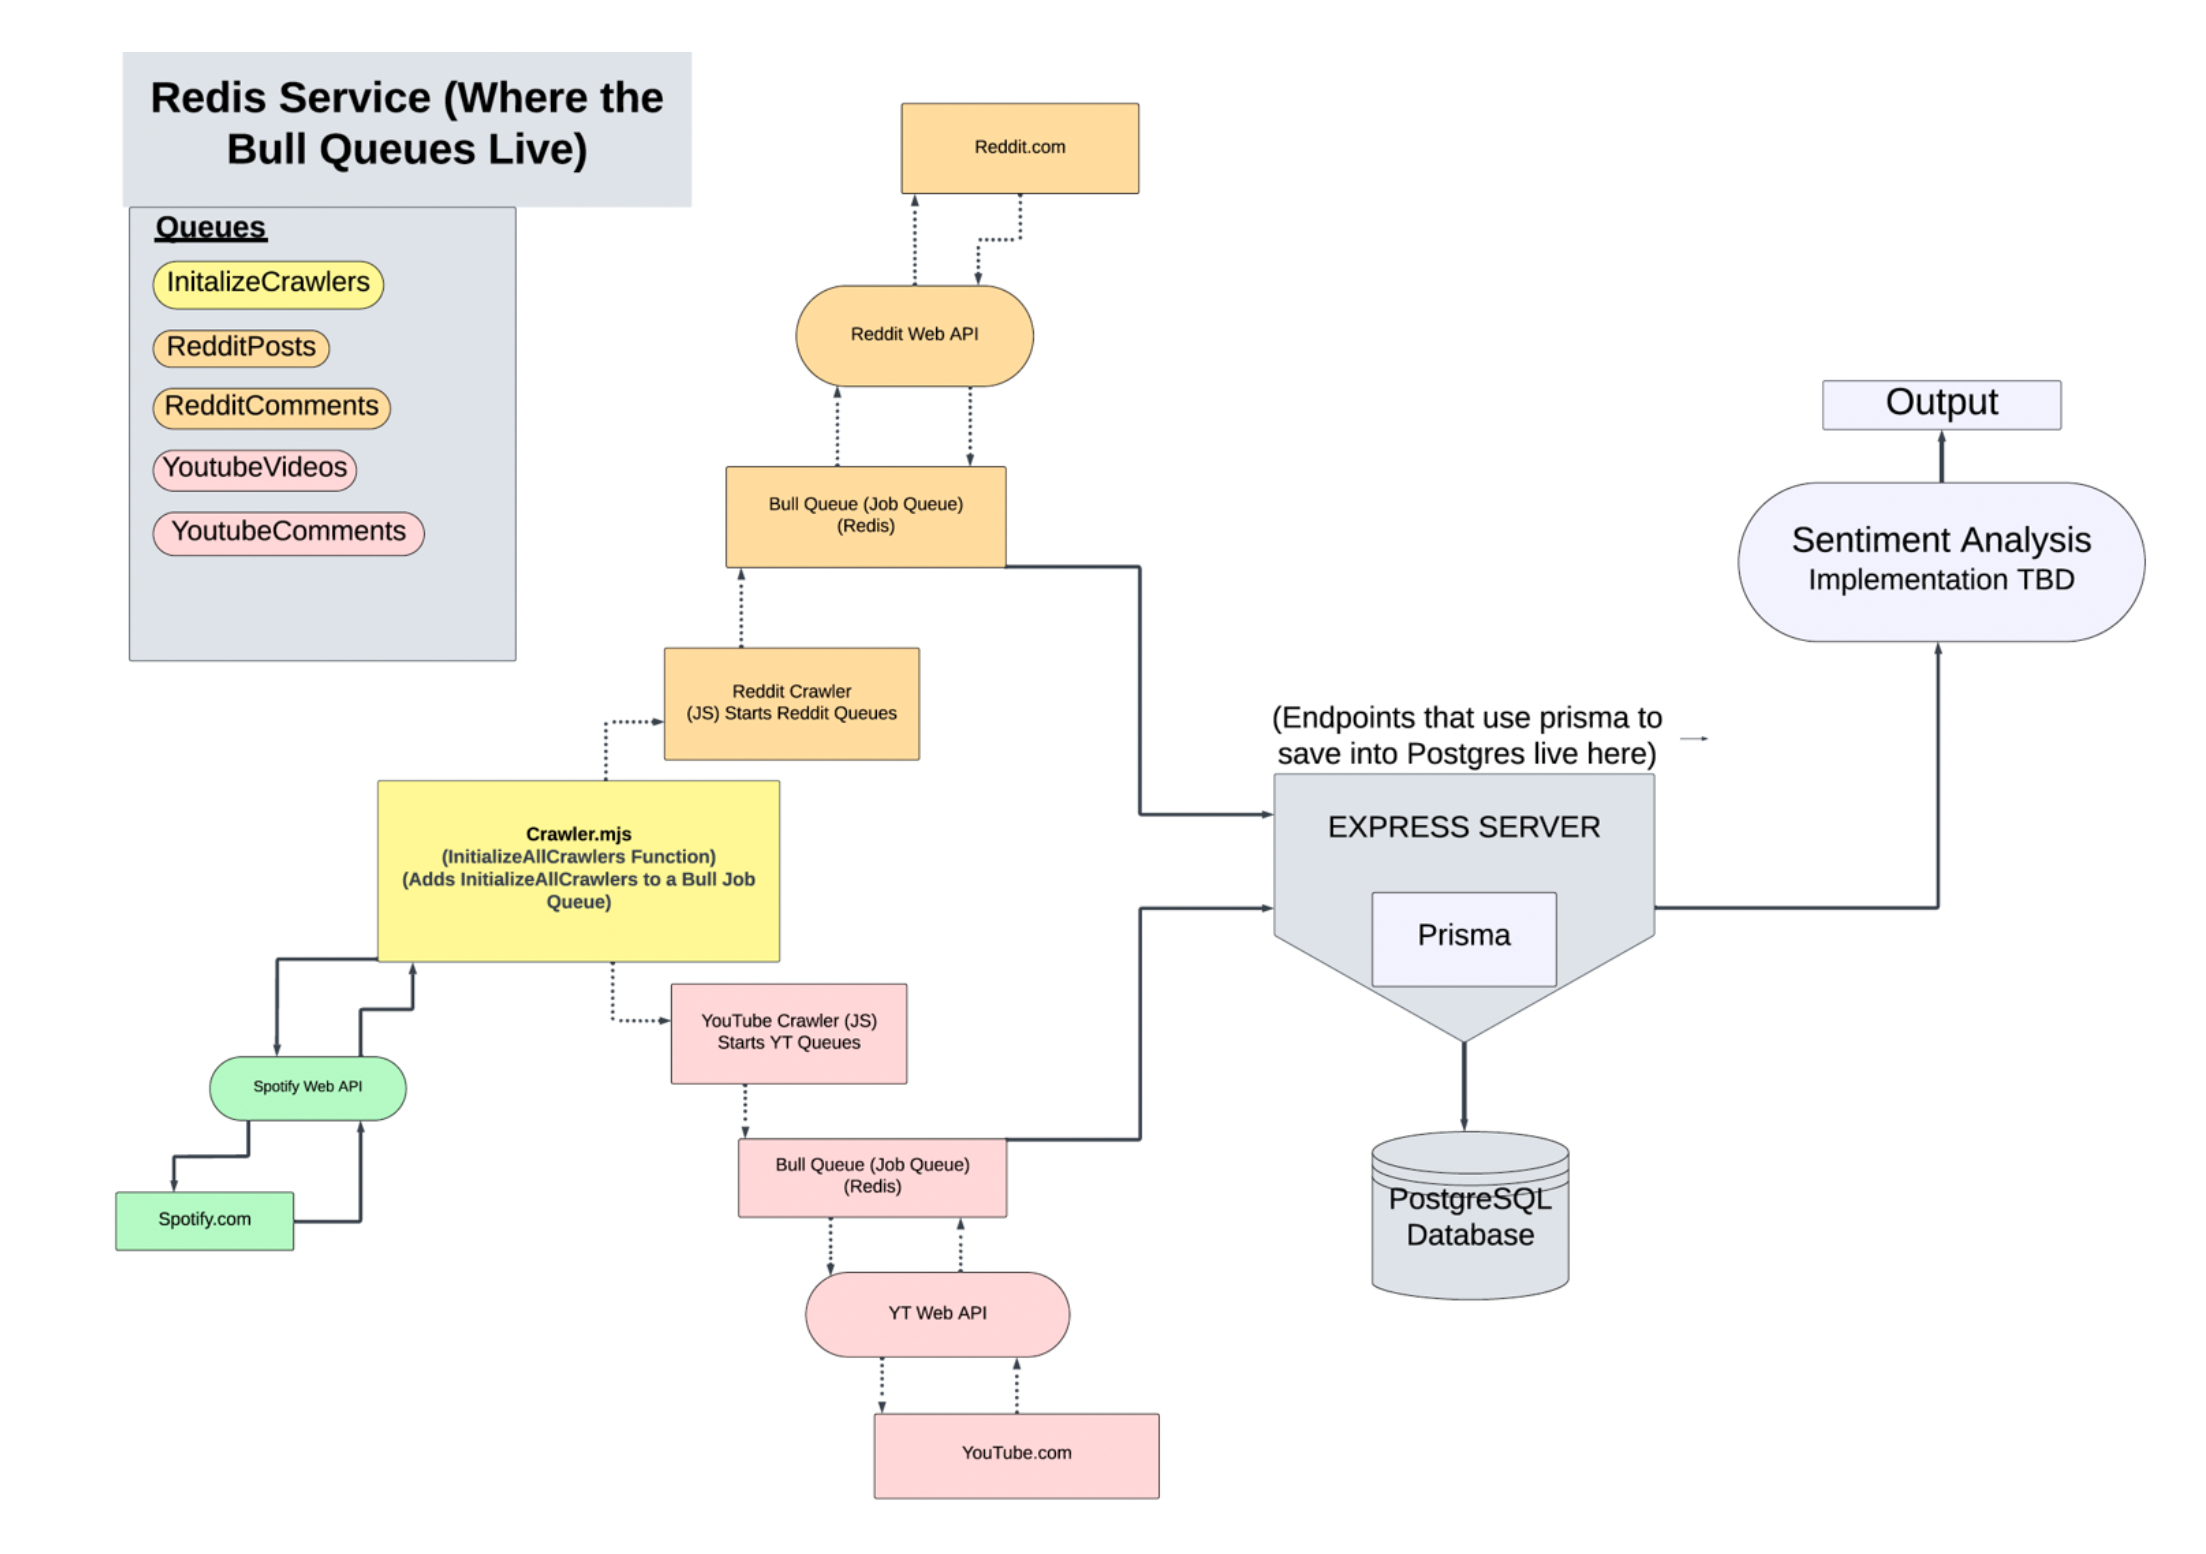 Redis Service (Where the
Bull Queues Live)
Queues
InitalizeCrawlers
RedditPosts
RedditComments
YoutubeVideos
YoutubeComments
Reddit.com
Reddit Web API
Bull Queue (Job Queue)
(Redis)
Reddit Crawler
(JS) Starts Reddit Queues
Crawler.mjs
(InitializeAllCrawlers Function)
(Adds InitializeAllCrawlers to a Bull Job
Queue)
Spotify Web API
Spotify.com
YouTube Crawler (JS)
Starts YT Queues
Bull Queue (Job Queue)
(Redis)
YT Web API
YouTube.com
(Endpoints that use prisma to
save into Postgres live here)
EXPRESS SERVER
Prisma
PostgreSQL
Database
Output
Sentiment Analysis
Implementation TBD